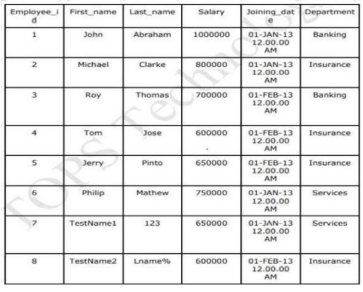 Employee_id First_name Last_name Salary Joining_date Department
1 John Abraham 1000000 01-JAN-13 12.00.00 AM Banking
2 Michael Clarke 800000 01-JAN-13 12.00.00 AM Insurance
3 Roy Thomas 700000 01-FEB-13 12.00.00 AM Banking
4 Tom Jose 600000 01-FEB-13 12.00.00 AM Insurance
5 Jerry Pinto 650000 01-FEB-13 12.00.00 AM Insurance
6 Philip Mathew 750000 01-JAN-13 12.00.00 AM Services
7 TestName1 123 650000 01-JAN-13 12.00.00 AM Services
8 TestName2 Lname% 600000 01-FEB-13 12.00.00 AM Insurance
TOPS Technolog